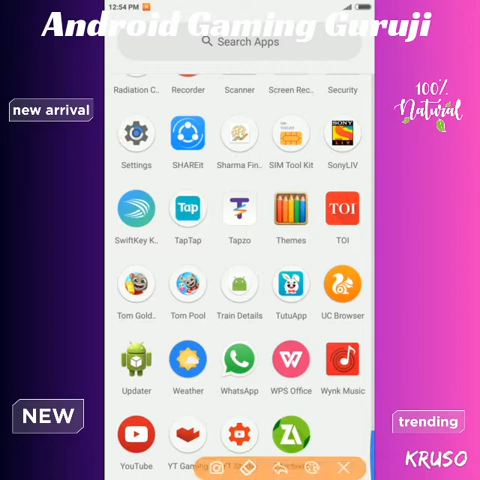 12:54 PM
Android Gaming Guruji
Search Apps
Radiation C.. Recorder Scanner Screen Rec.. Security
new arrival
100%
Natural
SONY
LIV
Settings SHAREit Sharma Fin.. SIM Tool Kit SonyLIV
Tap
TOI
SwiftKey K.. TapTap Tapzo Themes TOI
Tom Gold.. Tom Pool Train Details TutuApp UC Browser
W
Updater Weather WhatsApp WPS Office Wynk Music
NEW
trending
YouTube YT Gaming
KRUSO